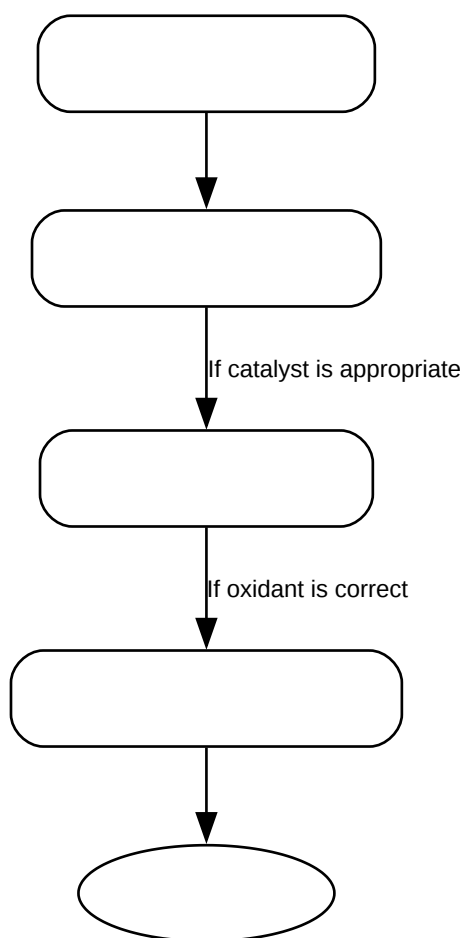 If catalyst is appropriate
If oxidant is correct